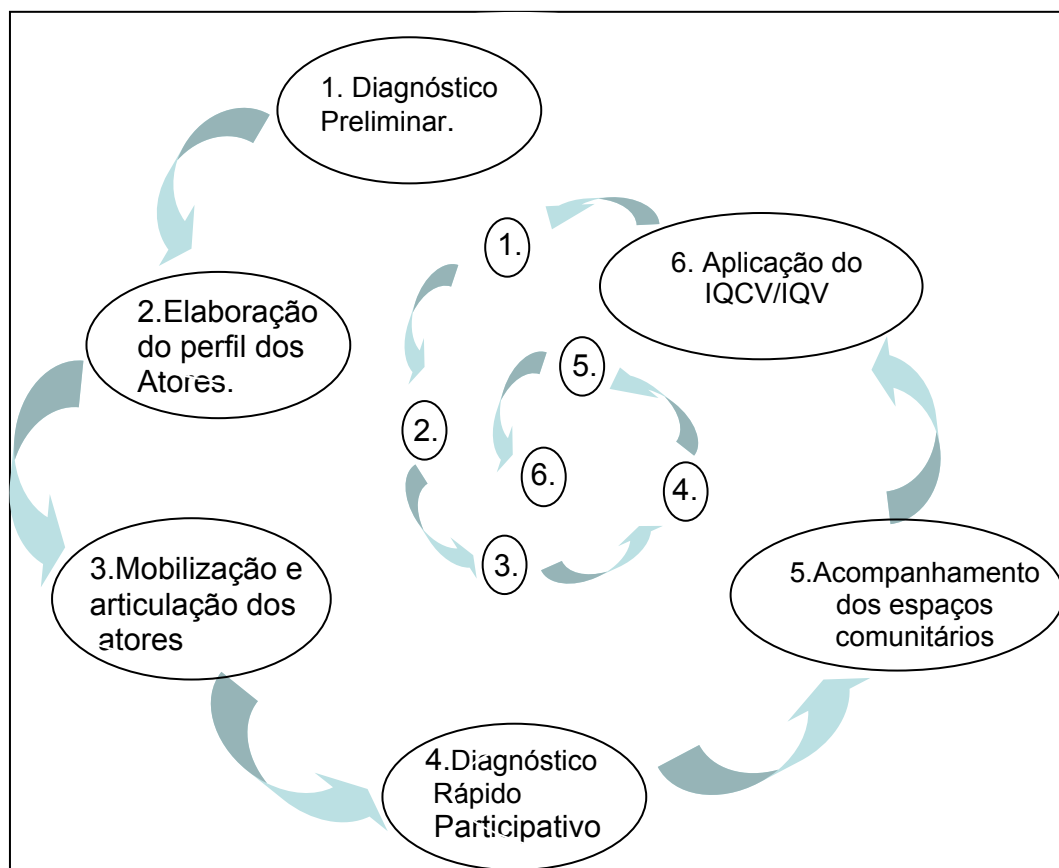 1. Diagnóstico
Preliminar.
2.Elaboração
do perfil dos
Atores.
3.Mobilização e
articulação dos
atores
4.Diagnóstico
Rápido
Participativo
5.Acompanhamento
dos espaços
comunitários
6. Aplicação do
IQCV/IQV
1.
2.
3.
4.
5.
6.